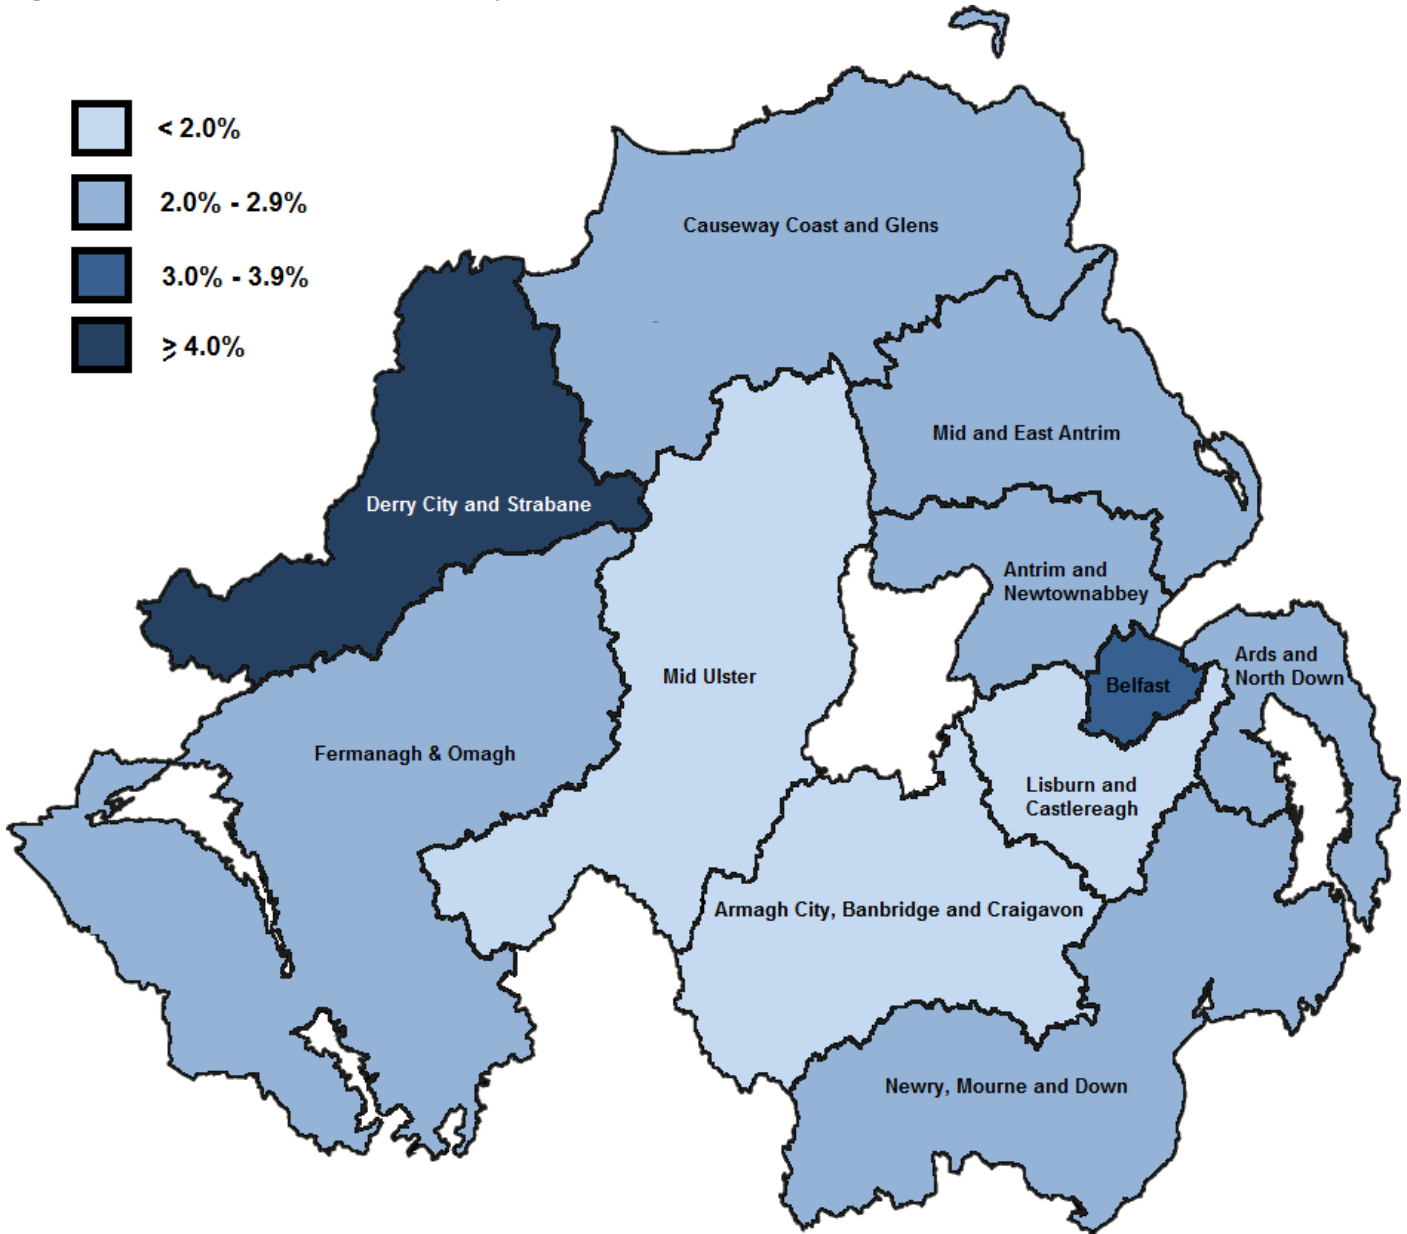 < 2.0%
2.0% - 2.9%
3.0% - 3.9%
≥ 4.0%
Causeway Coast and Glens
Mid and East Antrim
Derry City and Strabane
Antrim and
Newtownabbey
Ards and
North Down
Mid Ulster
Belfast
Fermanagh & Omagh
Lisburn and
Castlereagh
Armagh City, Banbridge and Craigavon
Newry, Mourne and Down